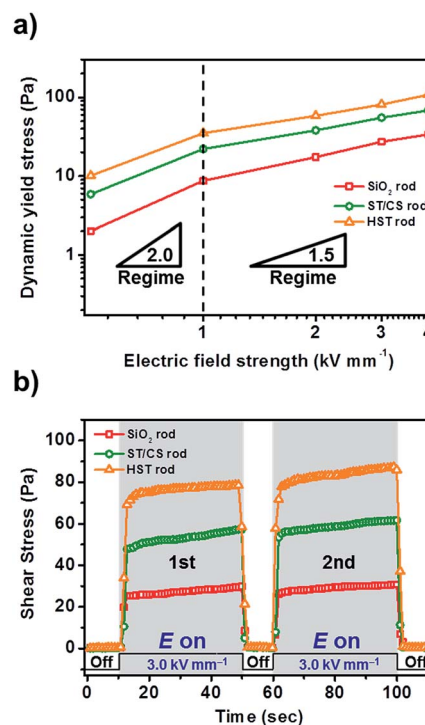 a)
Dynamic yield stress (Pa)
100
10
1
SiO₂ rod
ST/CS rod
HST rod
2.0
Regime
1.5
Regime
1
2
3
4
Electric field strength (kV mm⁻¹)
b)
Shear Stress (Pa)
100
80
60
40
20
0
SiO₂ rod
ST/CS rod
HST rod
1st
2nd
E on
E on
Off
3.0 kV mm⁻¹
Off
3.0 kV mm⁻¹
Off
0
20
40
60
80
100
Time (sec)